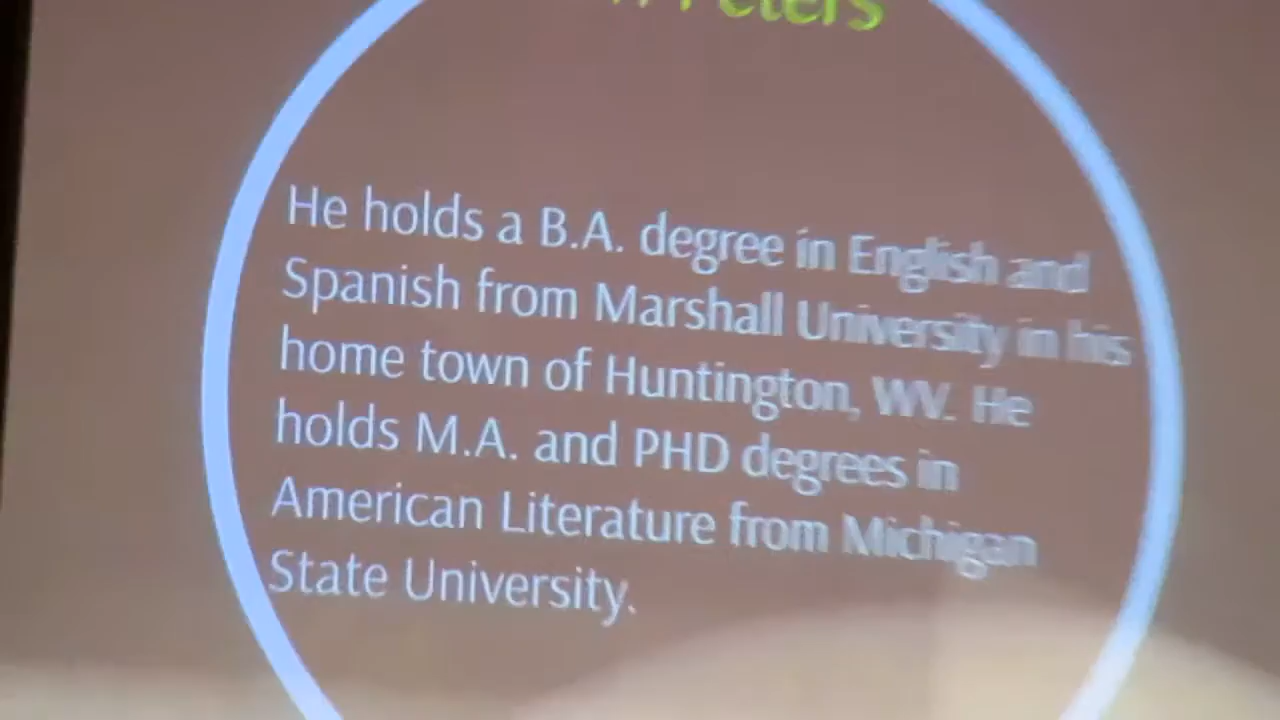 Peters
He holds a B.A. degree in English and
Spanish from Marshall University in his
home town of Huntington, WV. He
holds M.A. and PHD degrees in
American Literature from Michigan
State University.